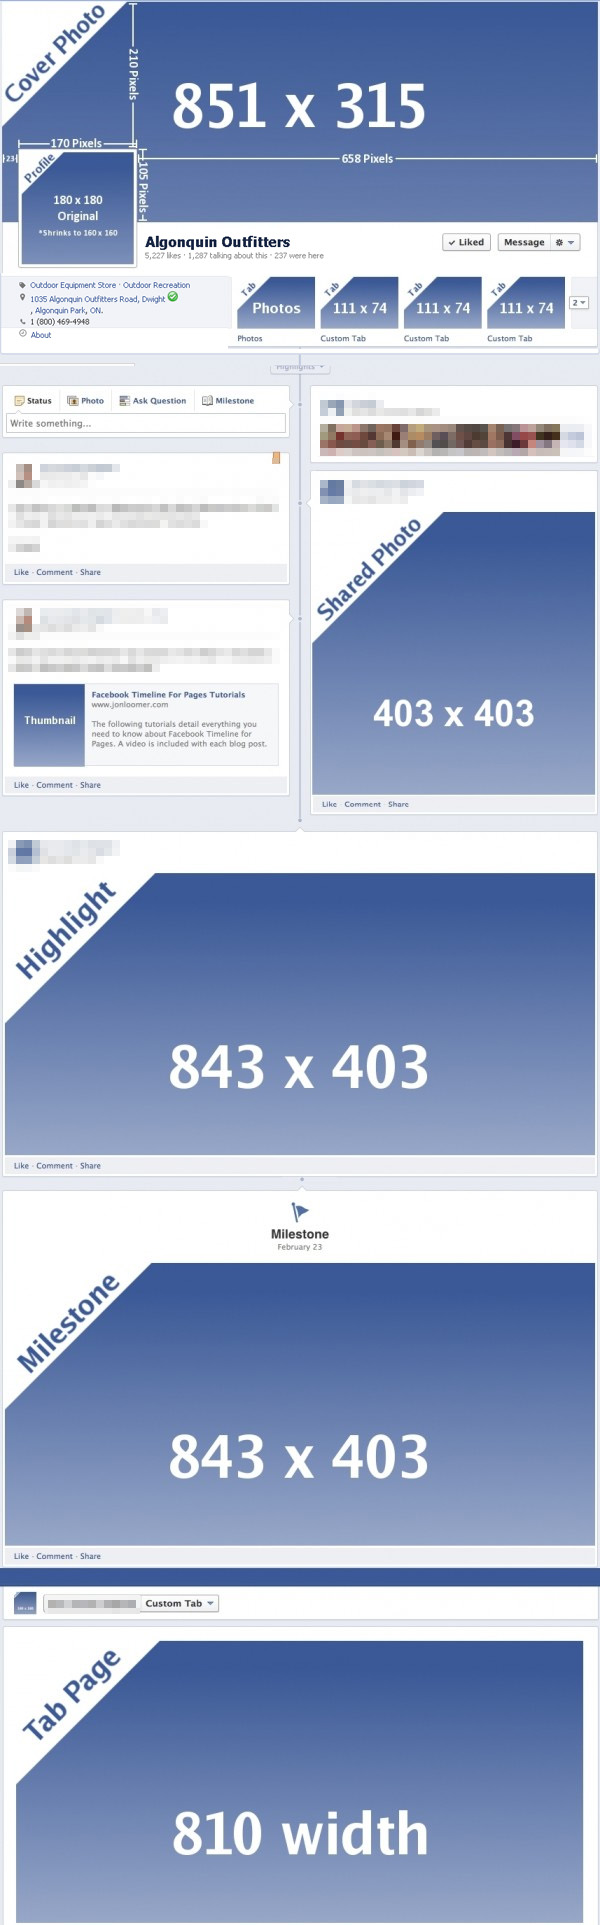 Cover Photo
210 Pixels
851 x 315
170 Pixels
23
658 Pixels
105 Pixels
Profile
180 x 180
Original
*Shrinks to 160 x 160
Algonquin Outfitters
5,227 likes · 1,287 talking about this · 237 were here
Liked
Message
Outdoor Equipment Store · Outdoor Recreation
1035 Algonquin Outfitters Road, Dwight
, Algonquin Park, ON.
1 (800) 469-4948
About
Tab
Photos
Photos
Tab
111 x 74
Custom Tab
Tab
111 x 74
Custom Tab
Tab
111 x 74
Custom Tab
2
Highlights
Status Photo Ask Question Milestone
Write something...
Like · Comment · Share
Thumbnail
Facebook Timeline For Pages Tutorials
www.jonloomer.com
The following tutorials detail everything you
need to know about Facebook Timeline for
Pages. A video is included with each blog post.
Like · Comment · Share
Shared Photo
403 x 403
Like · Comment · Share
Highlight
843 x 403
Like · Comment · Share
Milestone
February 23
Milestone
843 x 403
Like · Comment · Share
Custom Tab
Tab Page
810 width